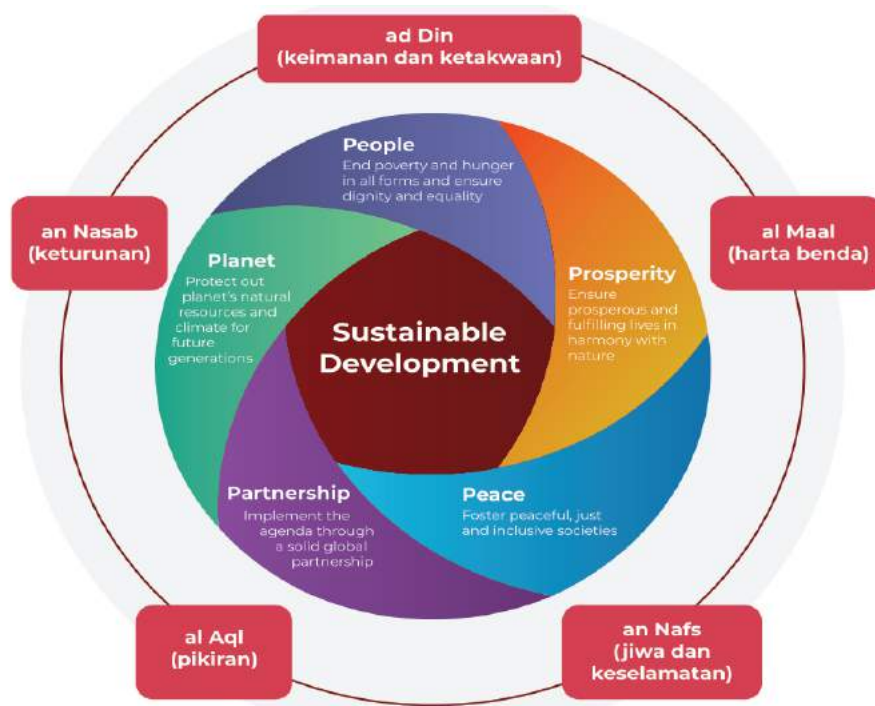 ad Din
(keimanan dan ketakwaan)
People
End poverty and hunger
in all forms and ensure
dignity and equality
an Nasab
(keturunan)
al Maal
(harta benda)
Planet
Protect out
planet's natural
resources and
climate for
future
generations
Prosperity
Ensure
prosperous and
fulfilling lives in
harmony with
nature
Sustainable
Development
Partnership
Implement the
agenda through
a solid global
partnership
Peace
Foster peaceful, just
and inclusive societies
al Aql
(pikiran)
an Nafs
(jiwa dan
keselamatan)